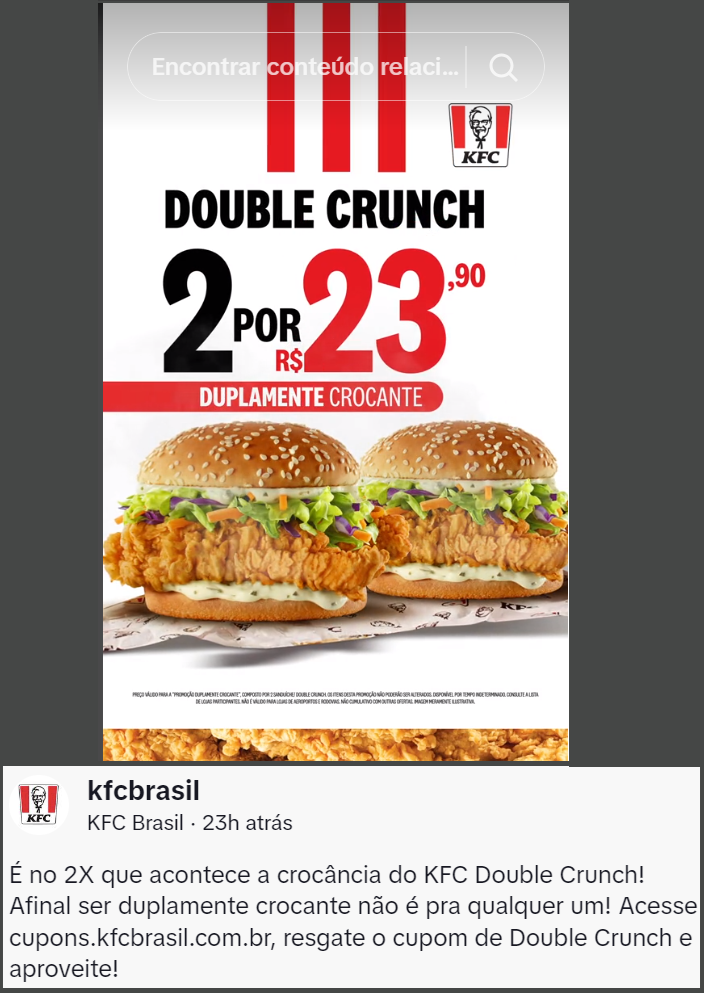 Encontrar conteúdo relaci...
KFC
DOUBLE CRUNCH
2 POR R$ 23,90
DUPLAMENTE CROCANTE
PREÇO VÁLIDO PARA A "PROMOÇÃO DUPLAMENTE CROCANTE", COMPOSTO POR 2 SANDUÍCHES DOUBLE CRUNCH. OS ITENS DESTA PROMOÇÃO NÃO PODERÃO SER ALTERADOS. DISPONÍVEL POR TEMPO INDETERMINADO. CONSULTE A LISTA
DE LOJAS PARTICIPANTES. NÃO É VÁLIDO PARA LOJAS DE AEROPORTOS E RODOVIAS. NÃO CUMULATIVO COM OUTRAS OFERTAS. IMAGEM MERAMENTE ILUSTRATIVA.
KFC
kfcbrasil
KFC Brasil · 23h atrás
É no 2X que acontece a crocância do KFC Double Crunch!
Afinal ser duplamente crocante não é pra qualquer um! Acesse
cupons.kfcbrasil.com.br, resgate o cupom de Double Crunch e
aproveite!